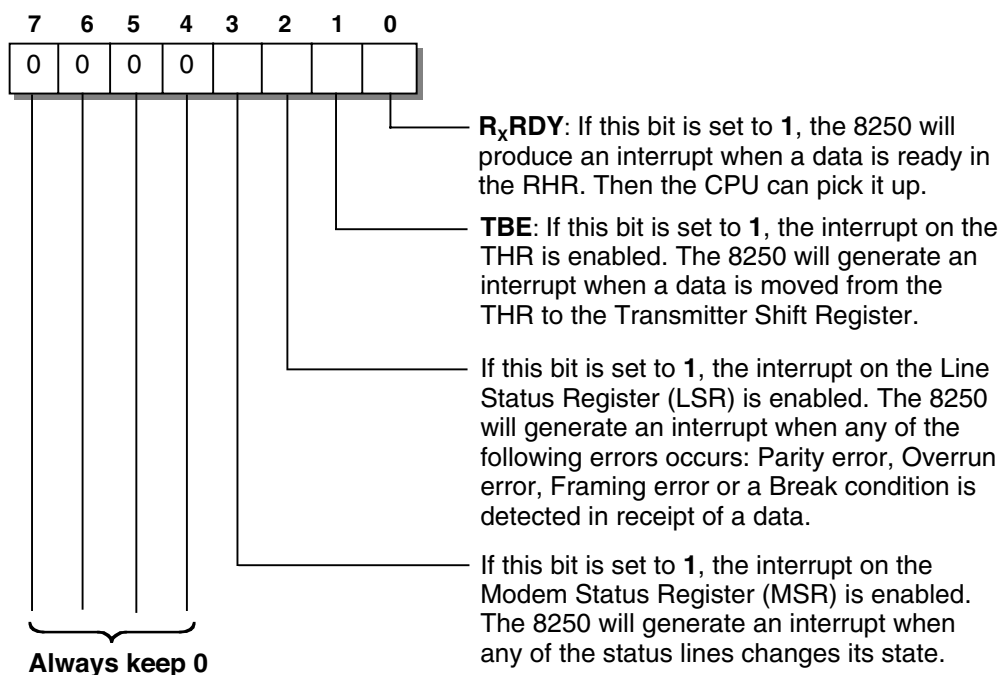 7 6 5 4 3 2 1 0
0 0 0 0
RxRDY: If this bit is set to 1, the 8250 will
produce an interrupt when a data is ready in
the RHR. Then the CPU can pick it up.
TBE: If this bit is set to 1, the interrupt on the
THR is enabled. The 8250 will generate an
interrupt when a data is moved from the
THR to the Transmitter Shift Register.
If this bit is set to 1, the interrupt on the Line
Status Register (LSR) is enabled. The 8250
will generate an interrupt when any of the
following errors occurs: Parity error, Overrun
error, Framing error or a Break condition is
detected in receipt of a data.
If this bit is set to 1, the interrupt on the
Modem Status Register (MSR) is enabled.
The 8250 will generate an interrupt when
any of the status lines changes its state.
Always keep 0